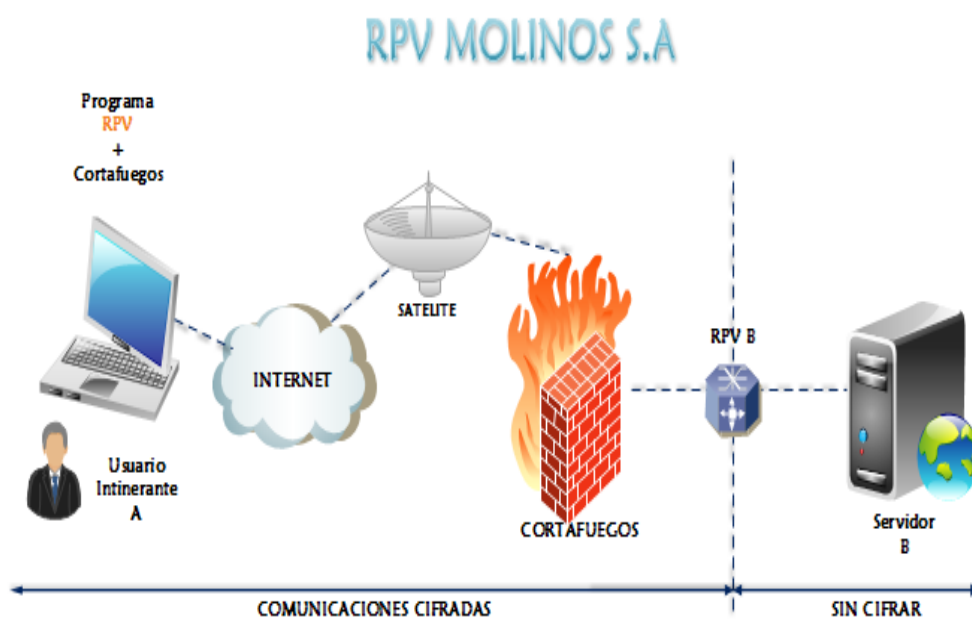 RPV MOLINOS S.A
Programa
RPV
+
Cortafuegos
SATELITE
RPV B
INTERNET
Usuario
Intinerante
A
CORTAFUEGOS
Servidor
B
COMUNICACIONES CIFRADAS
SIN CIFRAR